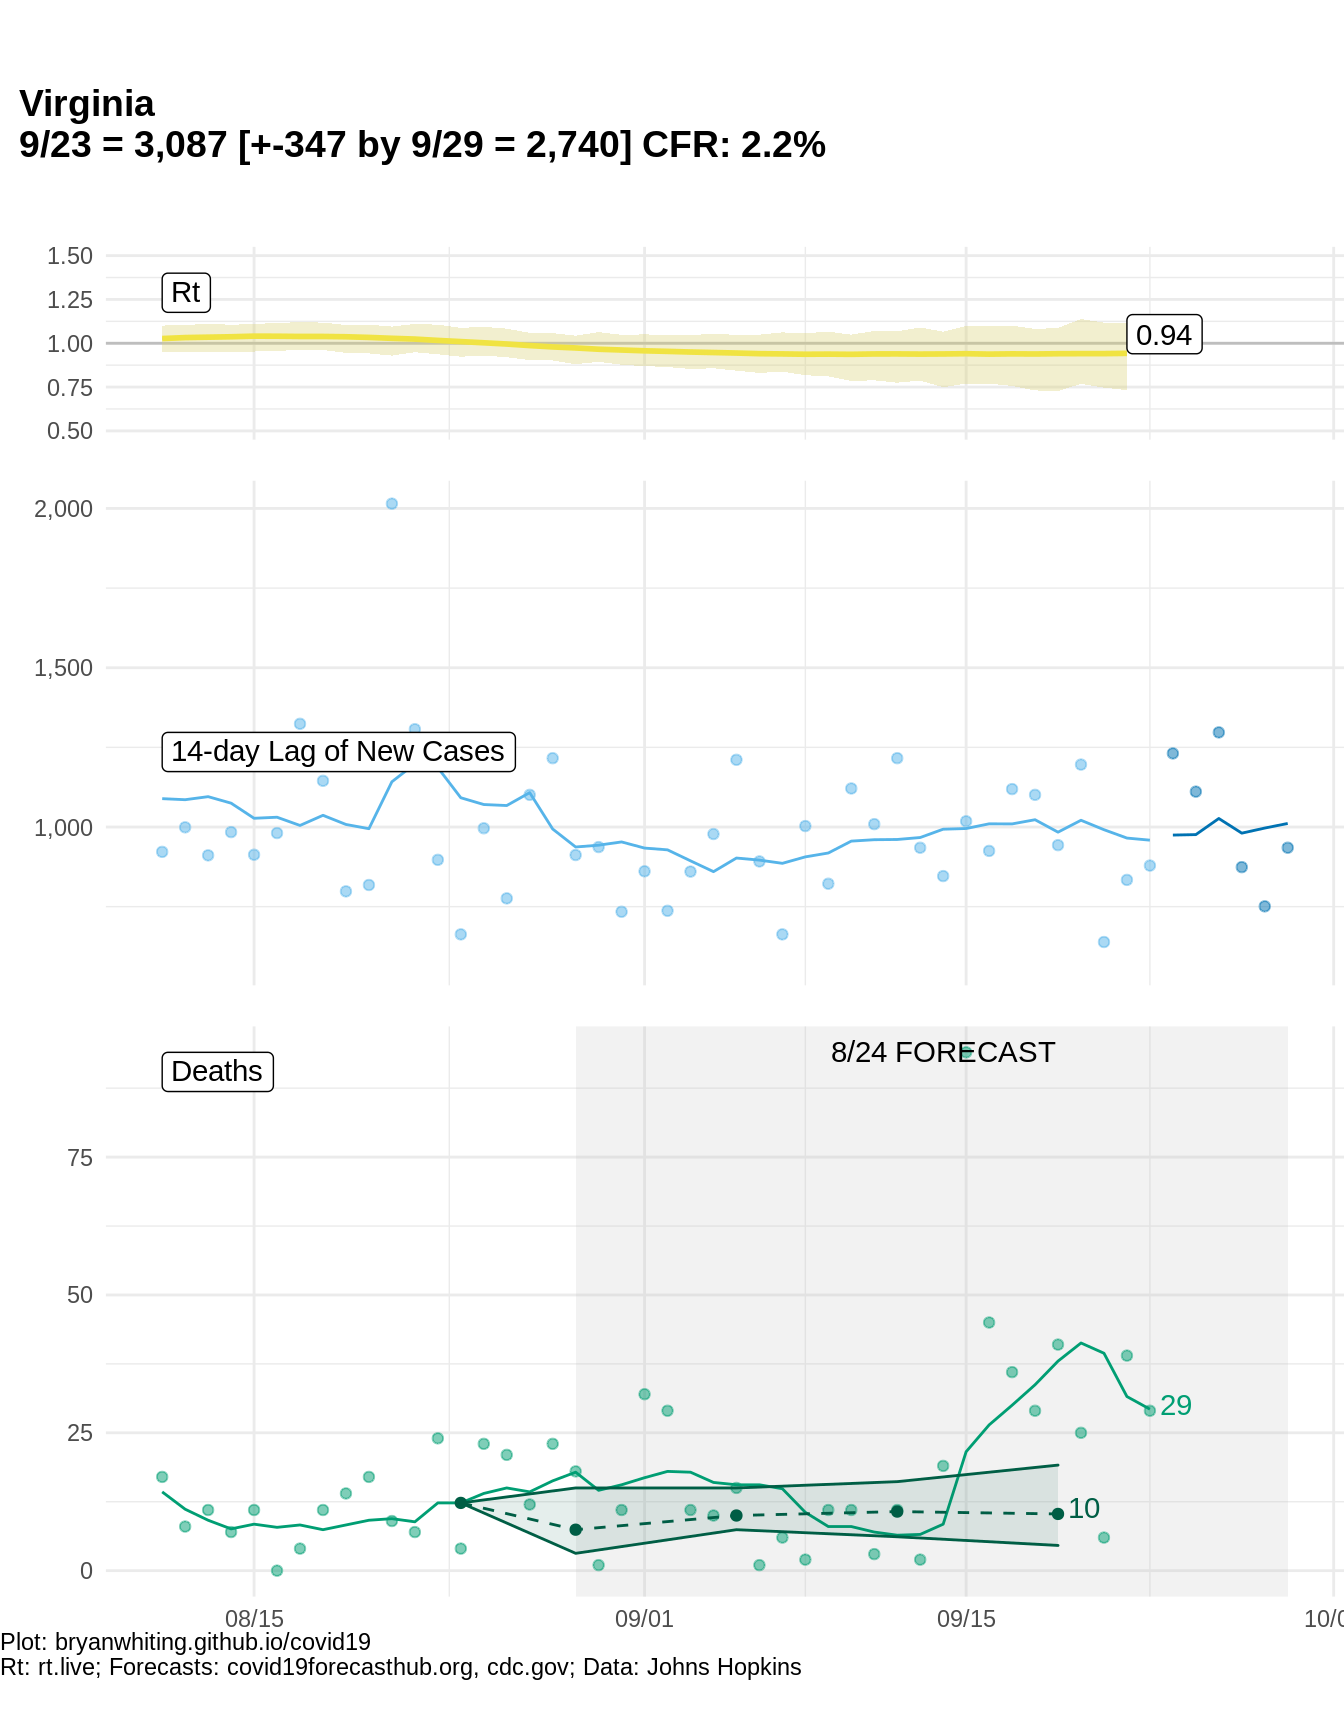 Virginia
9/23 = 3,087 [+-347 by 9/29 = 2,740] CFR: 2.2%
1.50
1.25
1.00
0.75
0.50
Rt
0.94
2,000
1,500
1,000
14-day Lag of New Cases
Deaths
8/24 FORECAST
75
50
25
0
29
10
08/15
09/01
09/15
10/0
Plot: bryanwhiting.github.io/covid19
Rt: rt.live; Forecasts: covid19forecasthub.org, cdc.gov; Data: Johns Hopkins